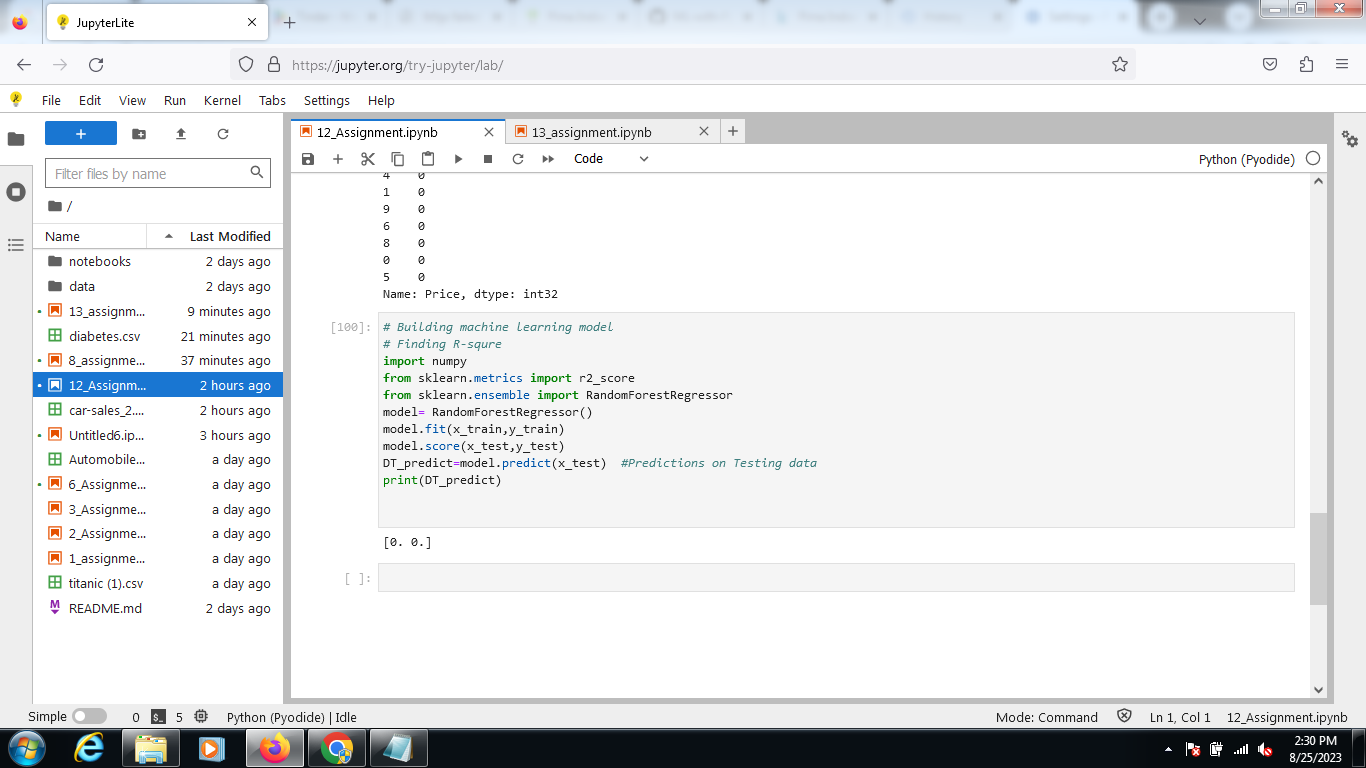 JupyterLite
https://jupyter.org/try-jupyter/lab/
File Edit View Run Kernel Tabs Settings Help
12_Assignment.ipynb
13_assignment.ipynb
Filter files by name
Code
Python (Pyodide)
/
Name Last Modified
notebooks 2 days ago
data 2 days ago
13_assignm... 9 minutes ago
diabetes.csv 21 minutes ago
8_assignme... 37 minutes ago
12_Assignm... 2 hours ago
car-sales_2.... 2 hours ago
Untitled6.ip... 3 hours ago
Automobile... a day ago
6_Assignme... a day ago
3_Assignme... a day ago
2_Assignme... a day ago
1_assignme... a day ago
titanic (1).csv a day ago
README.md 2 days ago
4 0
1 0
9 0
6 0
8 0
0 0
5 0
Name: Price, dtype: int32
[100]:
# Building machine learning model
# Finding R-squre
import numpy
from sklearn.metrics import r2_score
from sklearn.ensemble import RandomForestRegressor
model= RandomForestRegressor()
model.fit(x_train,y_train)
model.score(x_test,y_test)
DT_predict=model.predict(x_test) #Predictions on Testing data
print(DT_predict)
[0. 0.]
[ ]:
Simple 0 5 Python (Pyodide) | Idle
Mode: Command Ln 1, Col 1 12_Assignment.ipynb
2:30 PM
8/25/2023